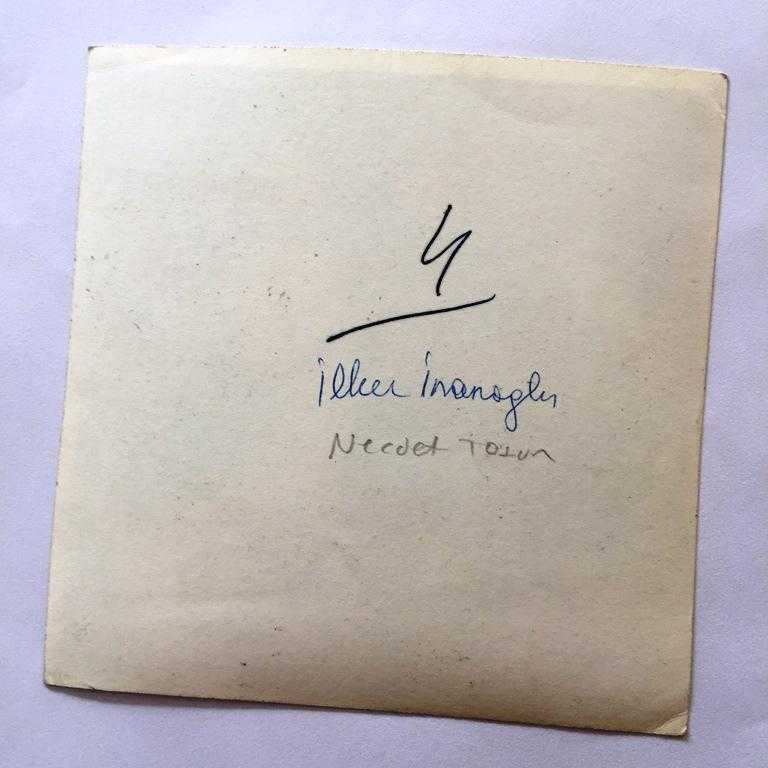 4
İlker İnanoğlu
Necdet Tosun